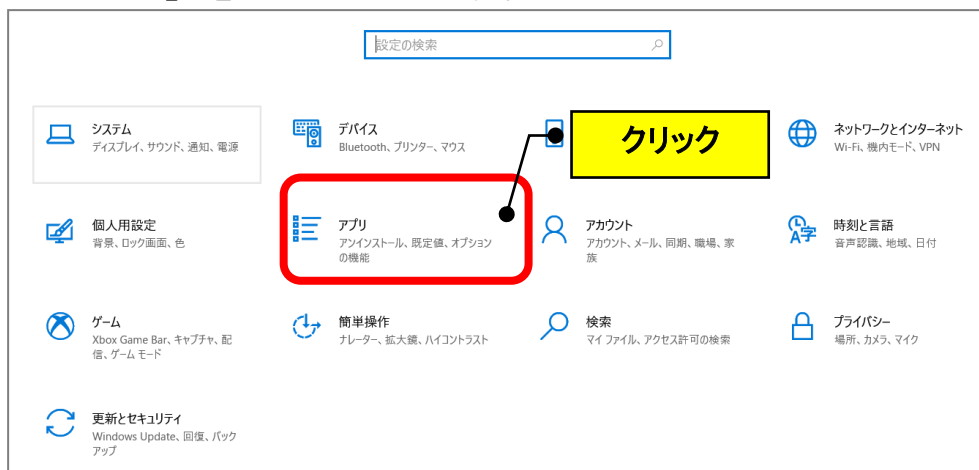 設定の検索
システム
ディスプレイ、サウンド、通知、電源
デバイス
Bluetooth、プリンター、マウス
クリック
ネットワークとインターネット
Wi-Fi、機内モード、VPN
個人用設定
背景、ロック画面、色
アプリ
アンインストール、既定値、オプション
の機能
アカウント
アカウント、メール、同期、職場、家
族
時刻と言語
音声認識、地域、日付
ゲーム
Xbox Game Bar、キャプチャ、配
信、ゲーム モード
簡単操作
ナレーター、拡大鏡、ハイコントラスト
検索
マイ ファイル、アクセス許可の検索
プライバシー
場所、カメラ、マイク
更新とセキュリティ
Windows Update、回復、バック
アップ